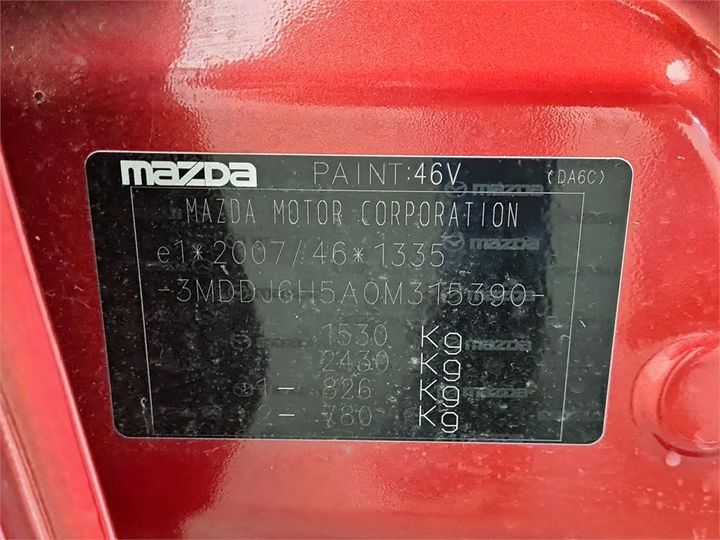 mazda PAINT:46V (DA6C)
MAZDA MOTOR CORPORATION
e1*2007/46*1335
-3MDDJ6H5A0M315390-
1530 Kg
2430 Kg
1- 826 Kg
2- 780 Kg